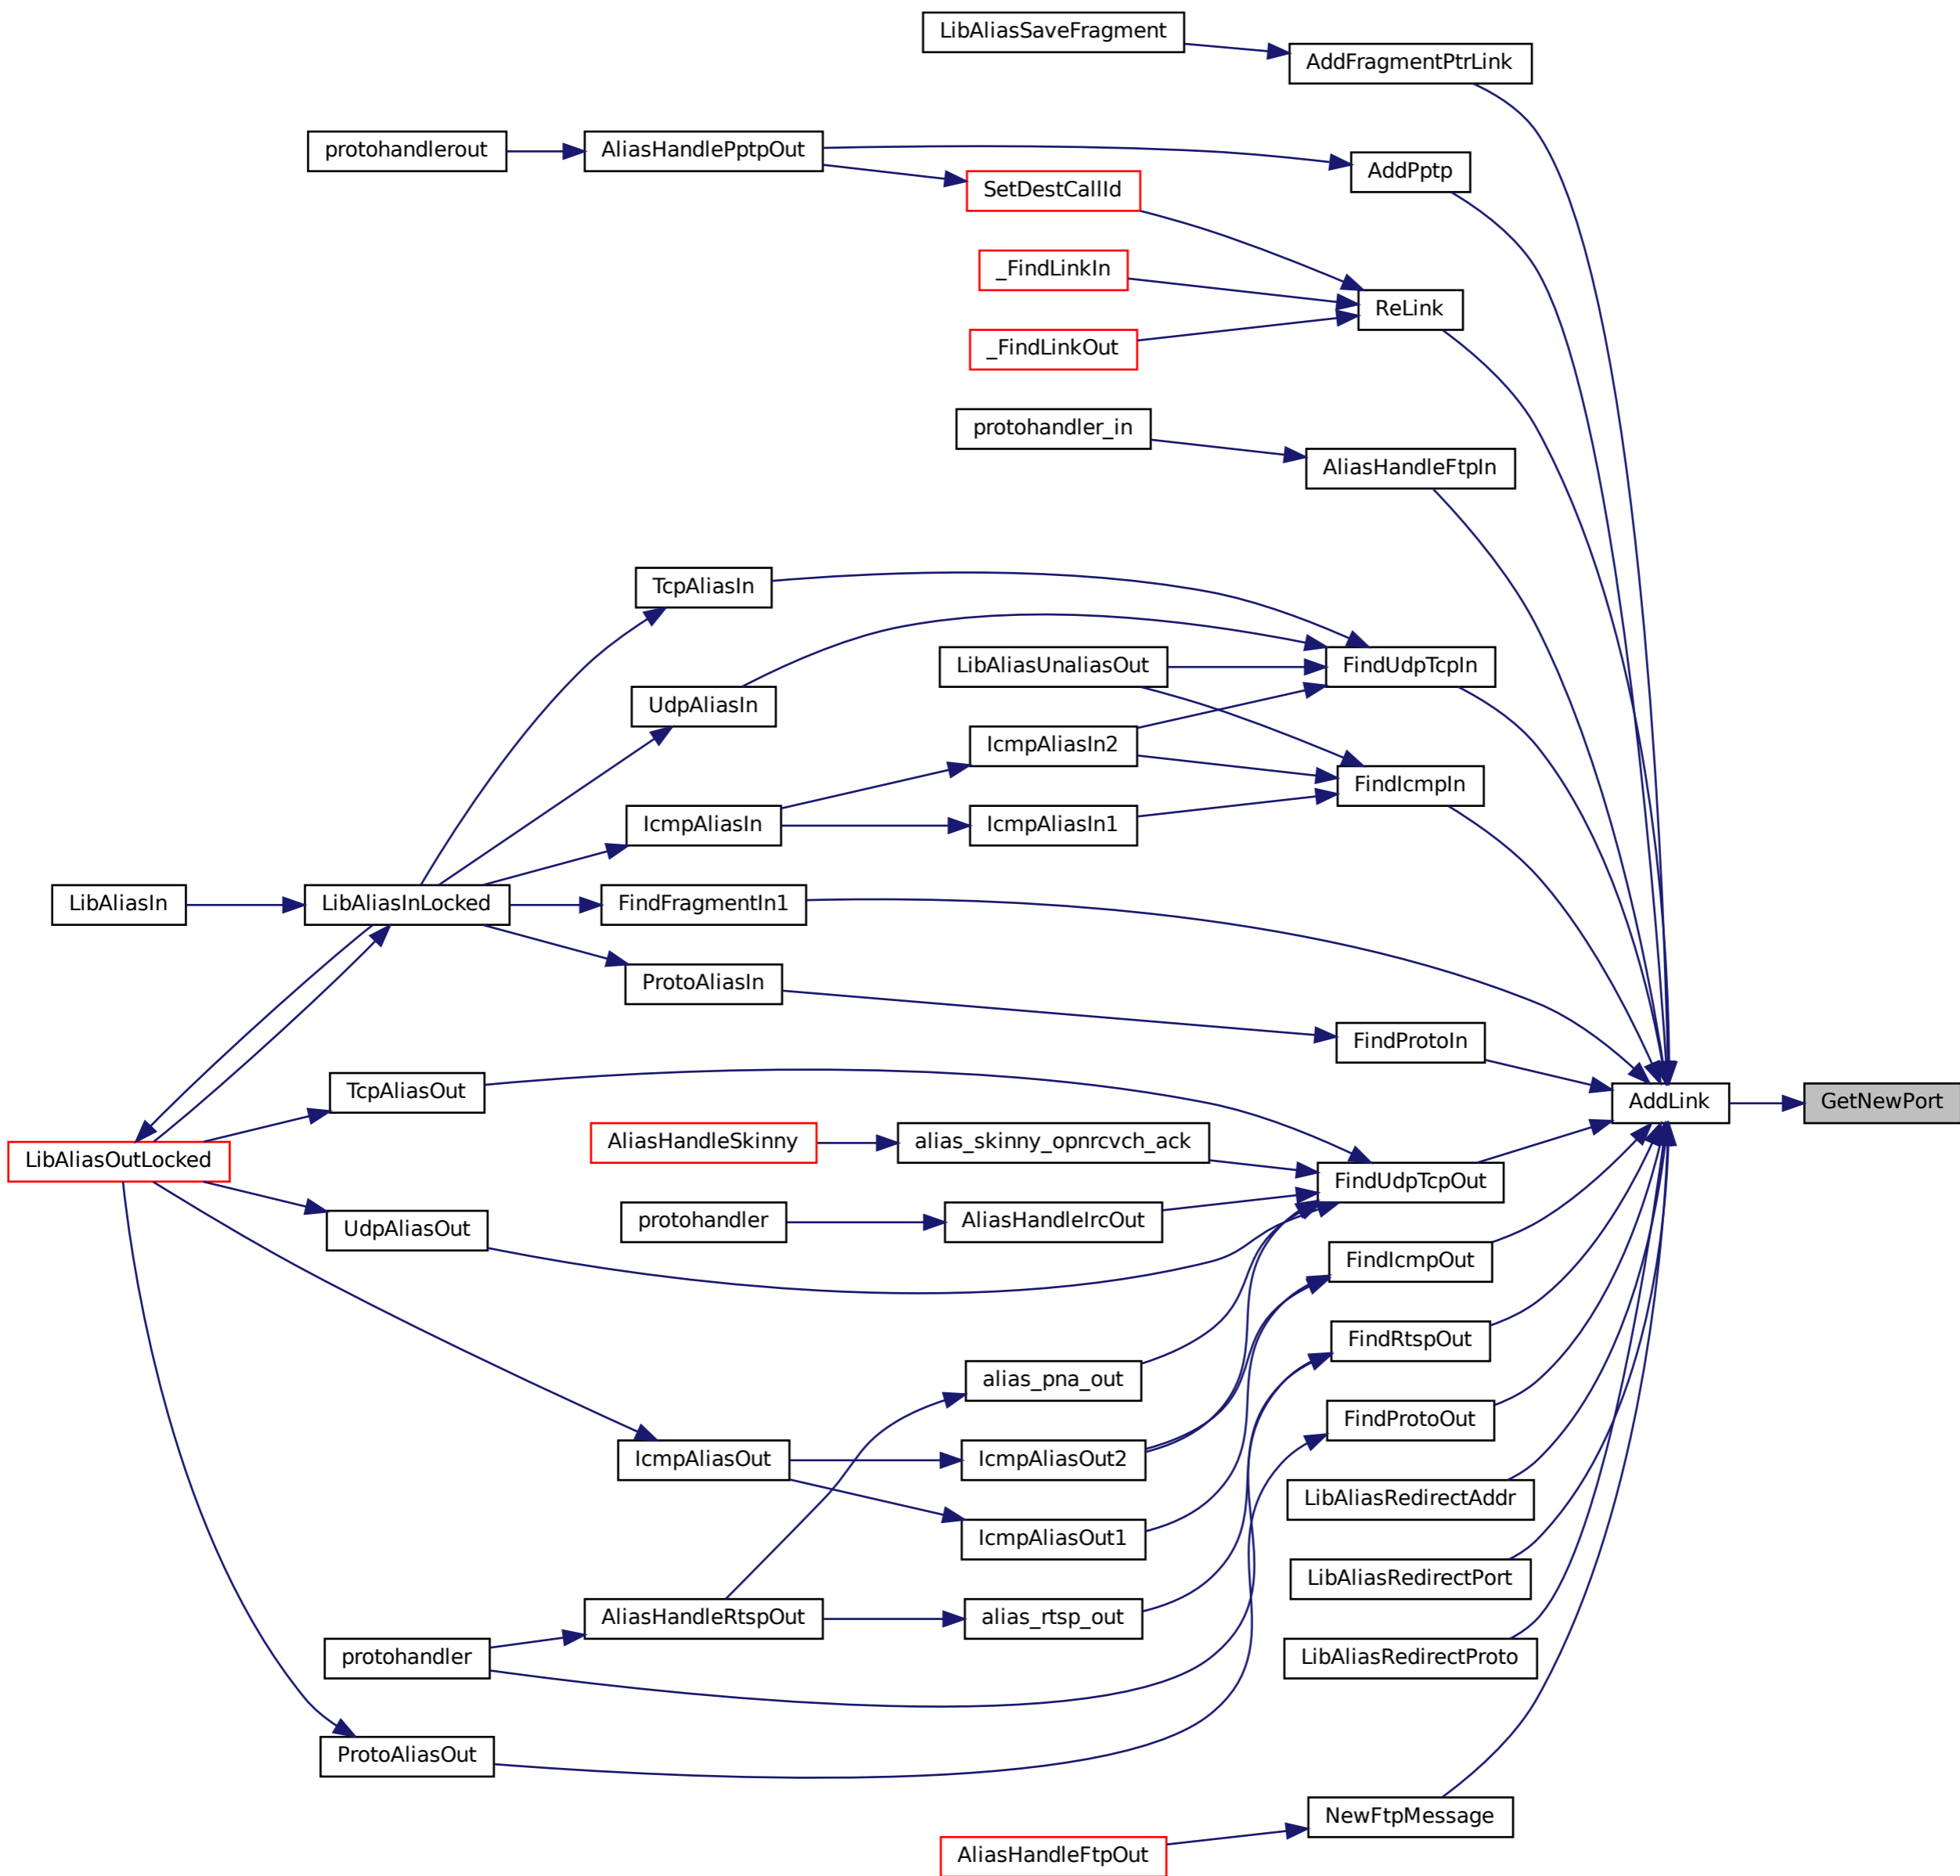 LibAliasSaveFragment
AddFragmentPtrLink
protohandlerout
AliasHandlePptpOut
AddPptp
SetDestCallId
_FindLinkIn
ReLink
_FindLinkOut
protohandler_in
AliasHandleFtpIn
TcpAliasIn
LibAliasUnaliasOut
FindUdpTcpIn
UdpAliasIn
IcmpAliasIn2
FindIcmpIn
IcmpAliasIn
IcmpAliasIn1
LibAliasIn
LibAliasInLocked
FindFragmentIn1
ProtoAliasIn
FindProtoIn
TcpAliasOut
AddLink
GetNewPort
AliasHandleSkinny
alias_skinny_opnrcvch_ack
LibAliasOutLocked
FindUdpTcpOut
protohandler
AliasHandleIrcOut
UdpAliasOut
FindIcmpOut
FindRtspOut
alias_pna_out
FindProtoOut
IcmpAliasOut
IcmpAliasOut2
LibAliasRedirectAddr
IcmpAliasOut1
LibAliasRedirectPort
AliasHandleRtspOut
alias_rtsp_out
protohandler
LibAliasRedirectProto
ProtoAliasOut
NewFtpMessage
AliasHandleFtpOut